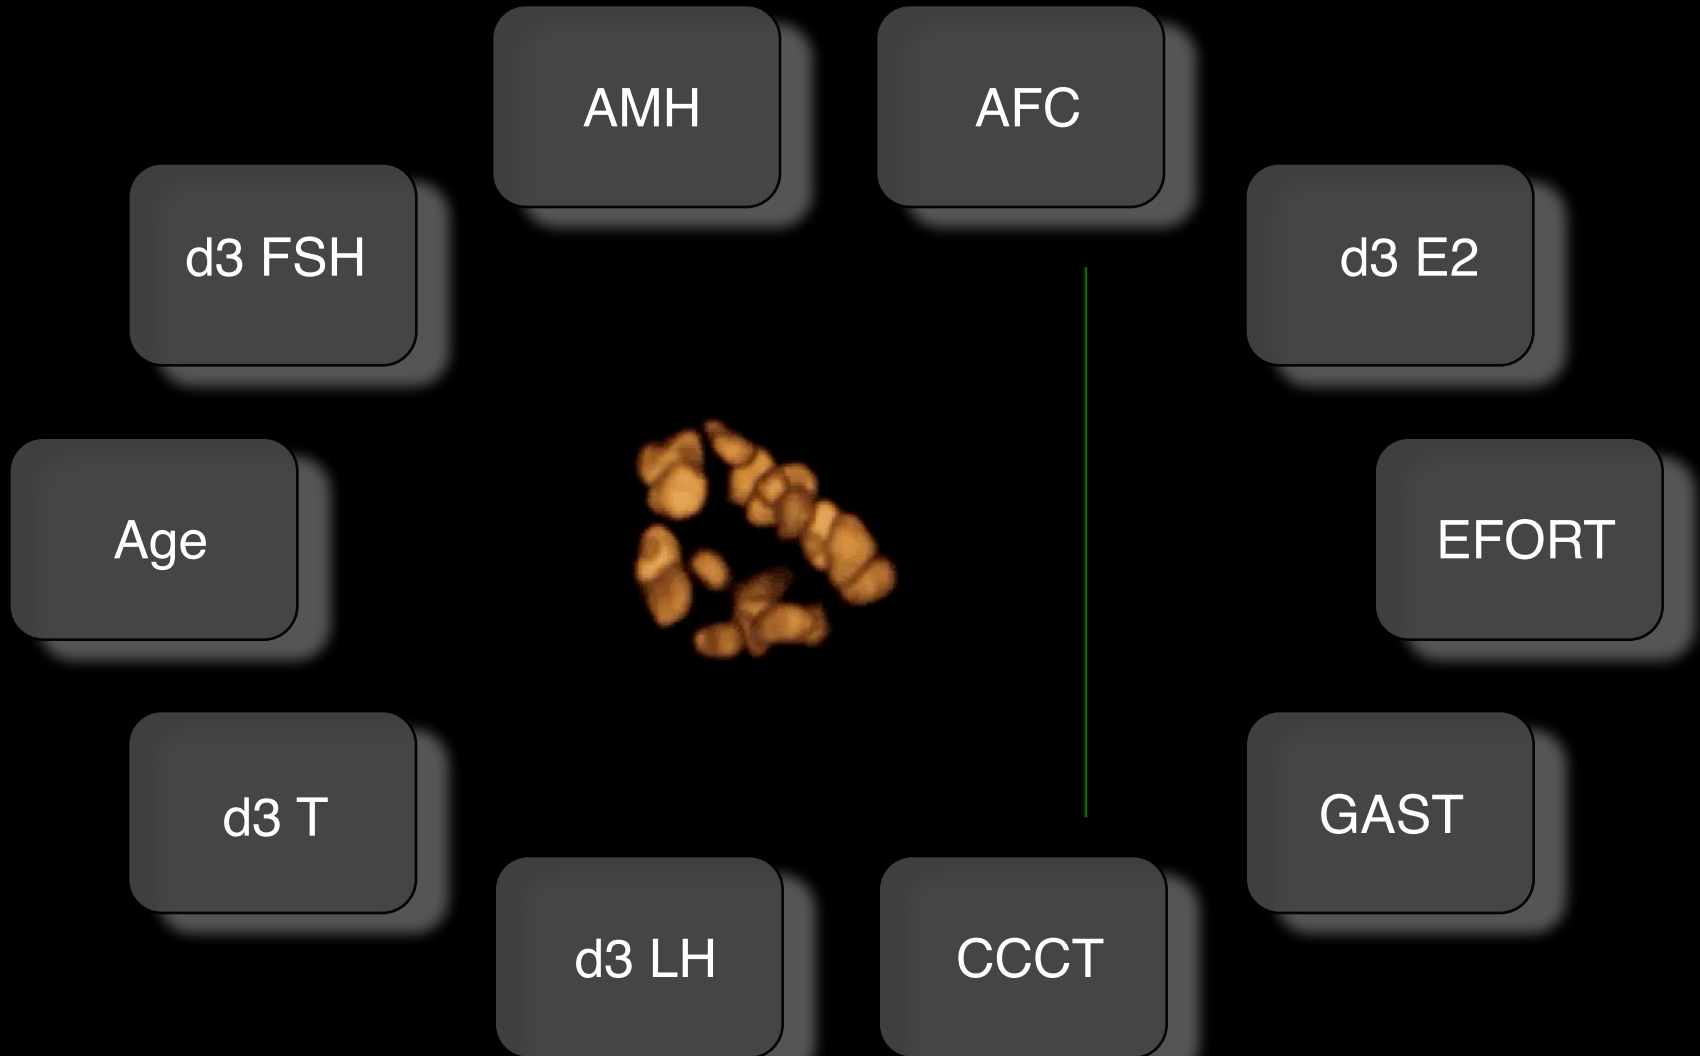 AMH
AFC
d3 FSH
d3 E2
Age
EFORT
d3 T
GAST
d3 LH
CCCT